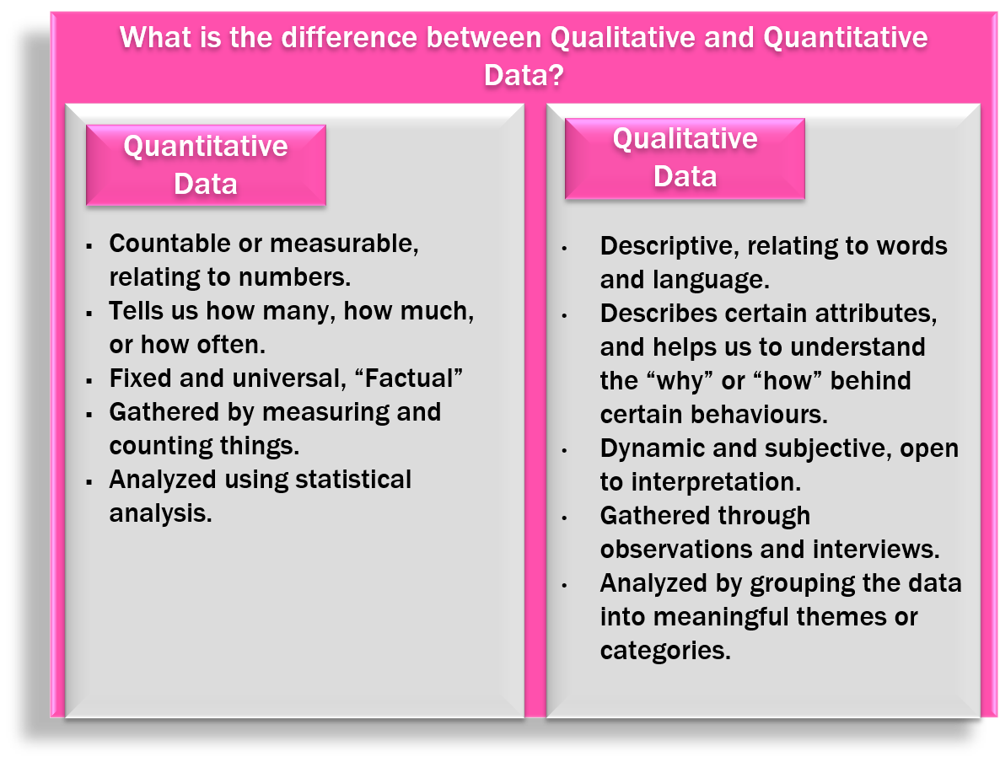 What is the difference between Qualitative and Quantitative
Data?
Quantitative
Data
▪ Countable or measurable,
relating to numbers.
▪ Tells us how many, how much,
or how often.
▪ Fixed and universal, “Factual”
▪ Gathered by measuring and
counting things.
▪ Analyzed using statistical
analysis.
Qualitative
Data
• Descriptive, relating to words
and language.
• Describes certain attributes,
and helps us to understand
the “why” or “how” behind
certain behaviours.
• Dynamic and subjective, open
to interpretation.
• Gathered through
observations and interviews.
• Analyzed by grouping the data
into meaningful themes or
categories.